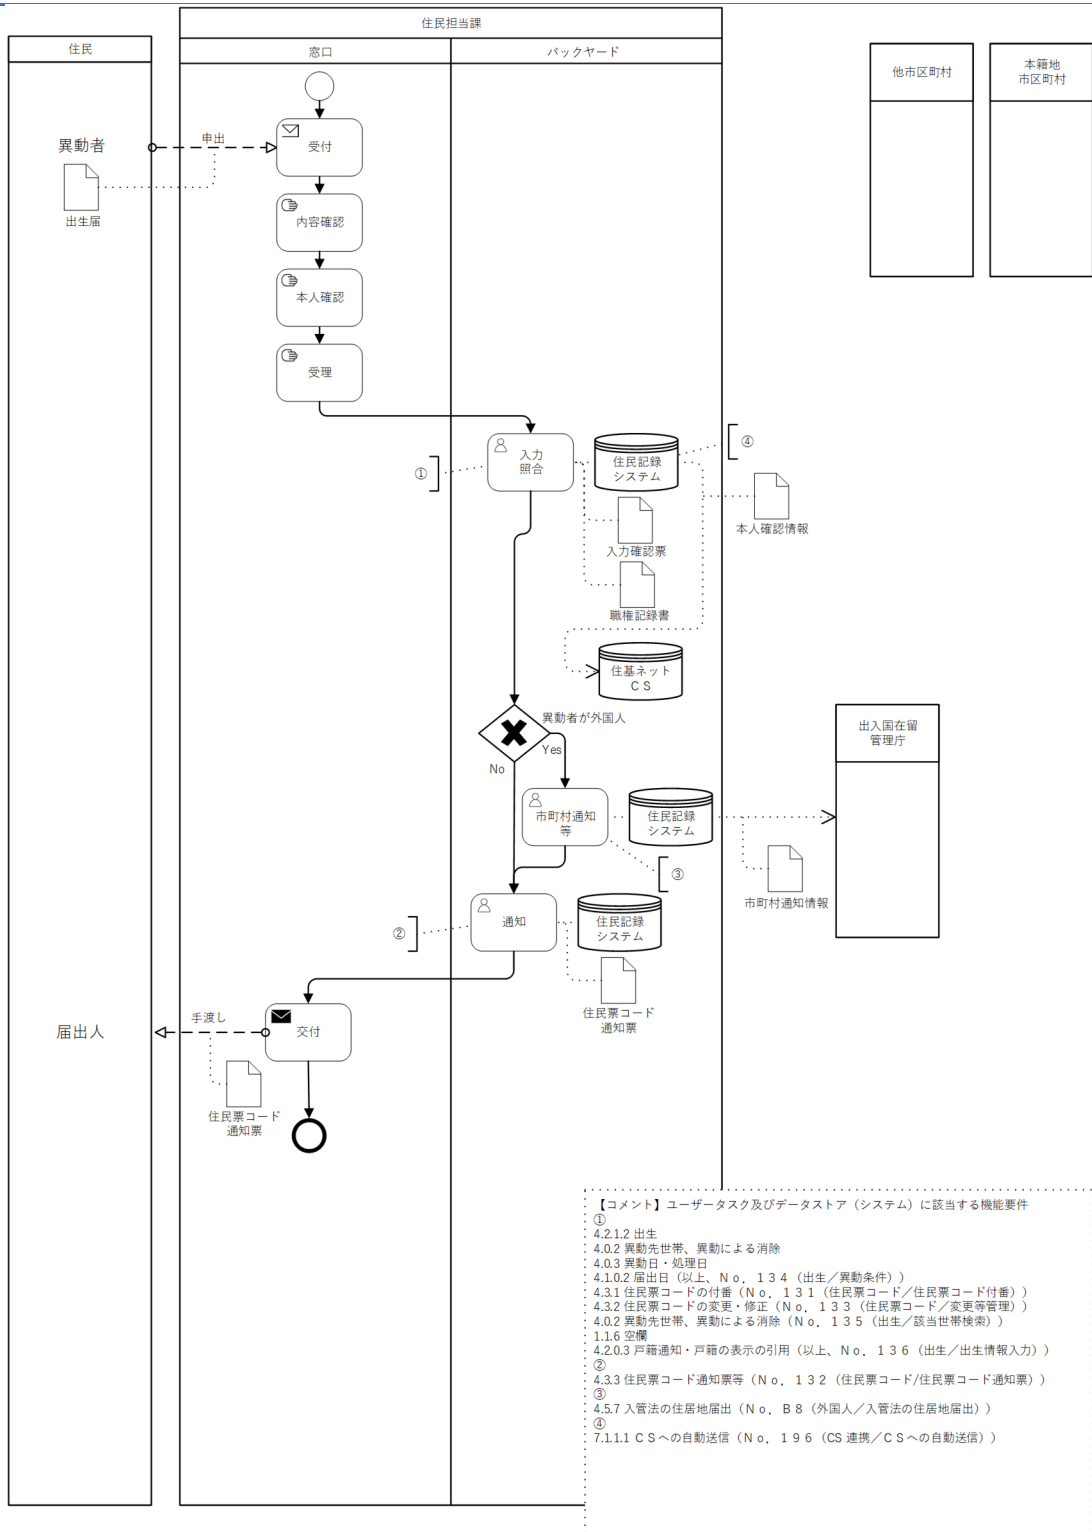 住民担当課
住民
窓口
バックヤード
他市区町村
本籍地
市区町村
異動者
申出
受付
出生届
内容確認
本人確認
受理
①
入力
照合
住民記録
システム
④
本人確認情報
入力確認票
職権記録書
住基ネット
ＣＳ
異動者が外国人
Yes
No
出入国在留
管理庁
市町村通知
等
住民記録
システム
③
市町村通知情報
②
通知
住民記録
システム
住民票コード
通知票
届出人
手渡し
交付
住民票コード
通知票
【コメント】ユーザータスク及びデータストア（システム）に該当する機能要件
①
4.2.1.2 出生
4.0.2 異動先世帯、異動による消除
4.0.3 異動日・処理日
4.1.0.2 届出日（以上、Ｎｏ．１３４（出生／異動条件））
4.3.1 住民票コードの付番（Ｎｏ．１３１（住民票コード／住民票コード付番））
4.3.2 住民票コードの変更・修正（Ｎｏ．１３３（住民票コード／変更等管理））
4.0.2 異動先世帯、異動による消除（Ｎｏ．１３５（出生／該当世帯検索））
1.1.6 空欄
4.2.0.3 戸籍通知・戸籍の表示の引用（以上、Ｎｏ．１３６（出生／出生情報入力））
②
4.3.3 住民票コード通知票等（Ｎｏ．１３２（住民票コード/住民票コード通知票））
③
4.5.7 入管法の住居地届出（Ｎｏ．Ｂ８（外国人／入管法の住居地届出））
④
7.1.1.1 ＣＳへの自動送信（Ｎｏ．１９６（CS 連携／ＣＳへの自動送信））